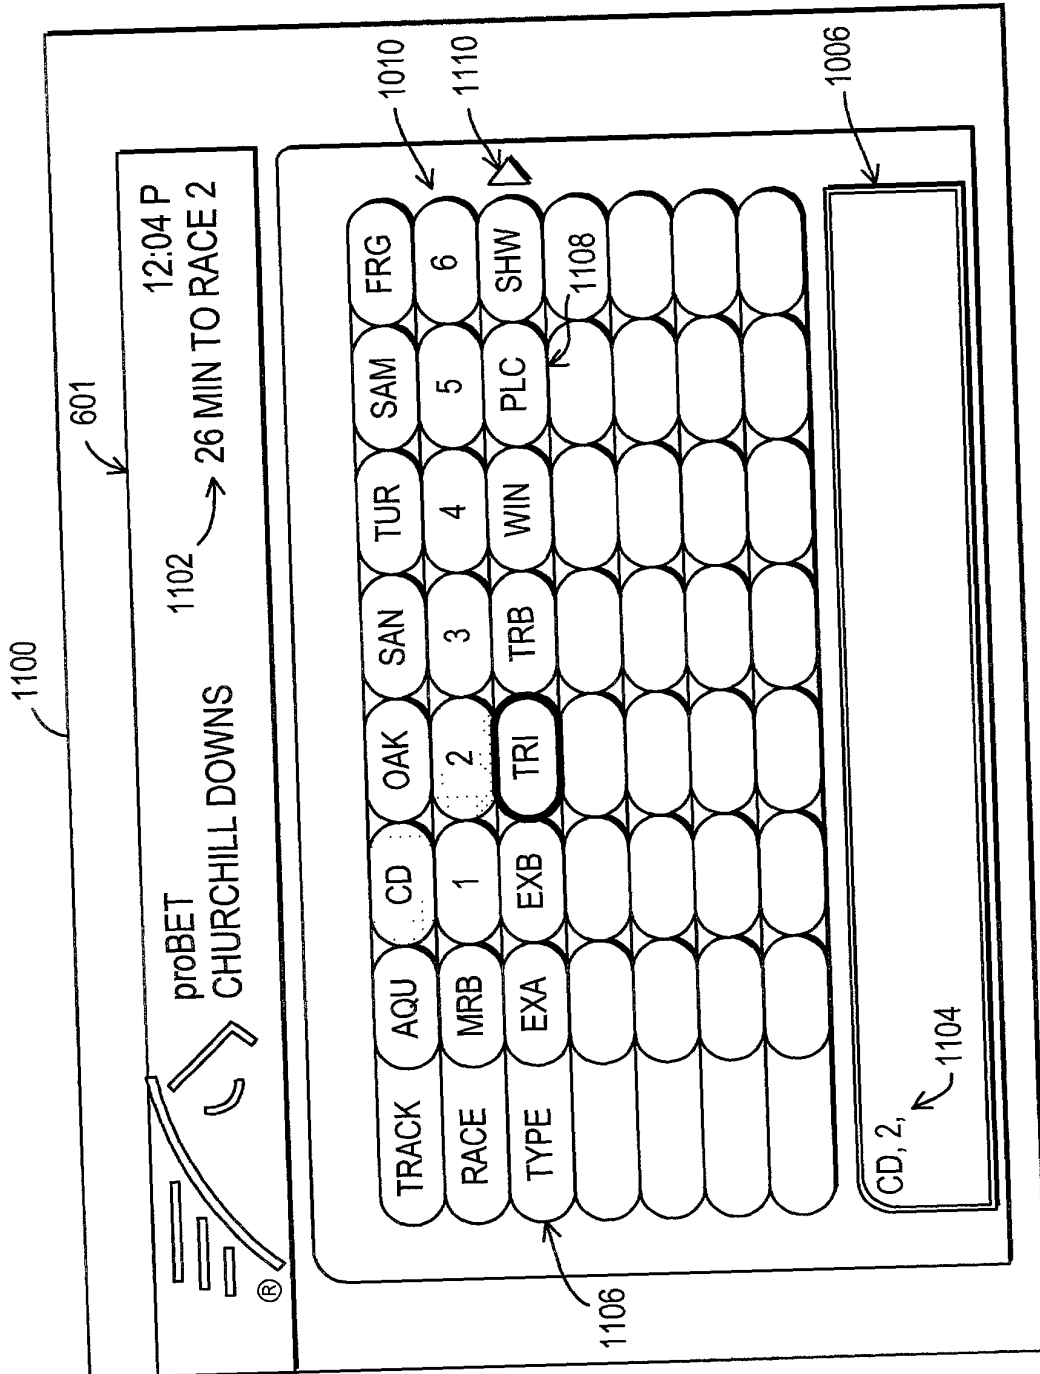 1100
601
proBET
12:04 P
CHURCHILL DOWNS
1102
26 MIN TO RACE 2
®
TRACK AQU CD OAK SAN TUR SAM FRG
1010
RACE MRB 1 2 3 4 5 6
1110
TYPE EXA EXB TRI TRB WIN PLC SHW
1106
1108
CD, 2,
1104
1006